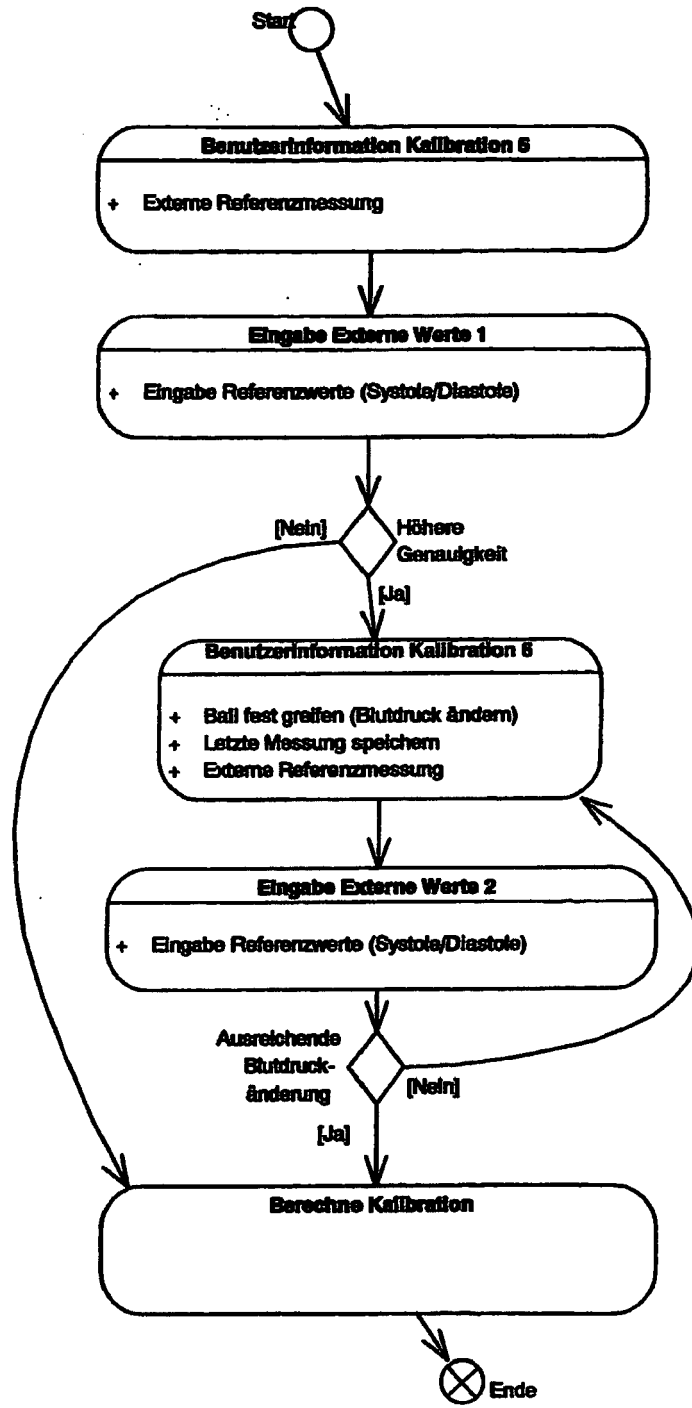 Start
Benutzerinformation Kalibration 5
+ Externe Referenzmessung
Eingabe Externe Werte 1
+ Eingabe Referenzwerte (Systole/Diastole)
[Nein]
Höhere
Genauigkeit
[Ja]
Benutzerinformation Kalibration 6
+ Ball fest greifen (Blutdruck ändern)
+ Letzte Messung speichern
+ Externe Referenzmessung
Eingabe Externe Werte 2
+ Eingabe Referenzwerte (Systole/Diastole)
Ausreichende
Blutdruck-
änderung
[Nein]
[Ja]
Berechne Kalibration
Ende